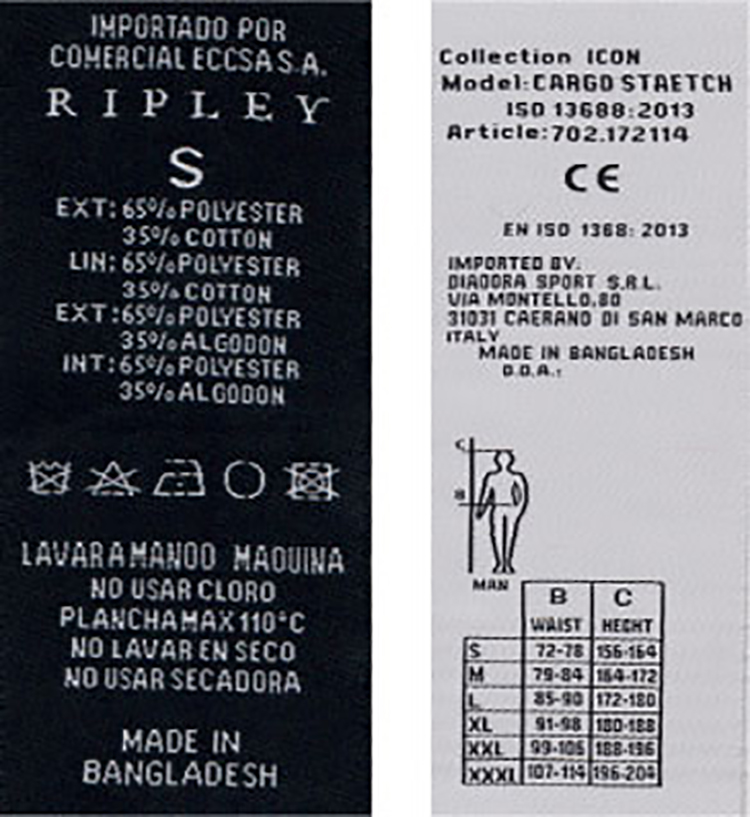 IMPORTADO POR
COMERCIAL ECCSA S.A.
RIPLEY
S
EXT: 65% POLYESTER
35% COTTON
LIN: 65% POLYESTER
35% COTTON
EXT: 65% POLYESTER
35% ALGODON
INT: 65% POLYESTER
35% ALGODON
LAVAR A MANOO MAOUINA
NO USAR CLORO
PLANCHA MAX 110°C
NO LAVAR EN SECO
NO USAR SECADORA
MADE IN
BANGLADESH
Collection ICON
Model: CARGO STAETCH
ISO 13688:2013
Article: 702.172114
CE
EN ISO 1368: 2013
IMPORTED BY:
DIADORA SPORT S.R.L.
VIA MONTELLO,80
31031 CAERANO DI SAN MARCO
ITALY
MADE IN BANGLADESH
D.D.A.:
C
B
MAN
B C
WAIST HECHT
S 72-78 156-164
M 79-84 164-172
L 85-90 172-180
XL 91-98 180-188
XXL 99-106 188-196
XXXL 107-114 196-204